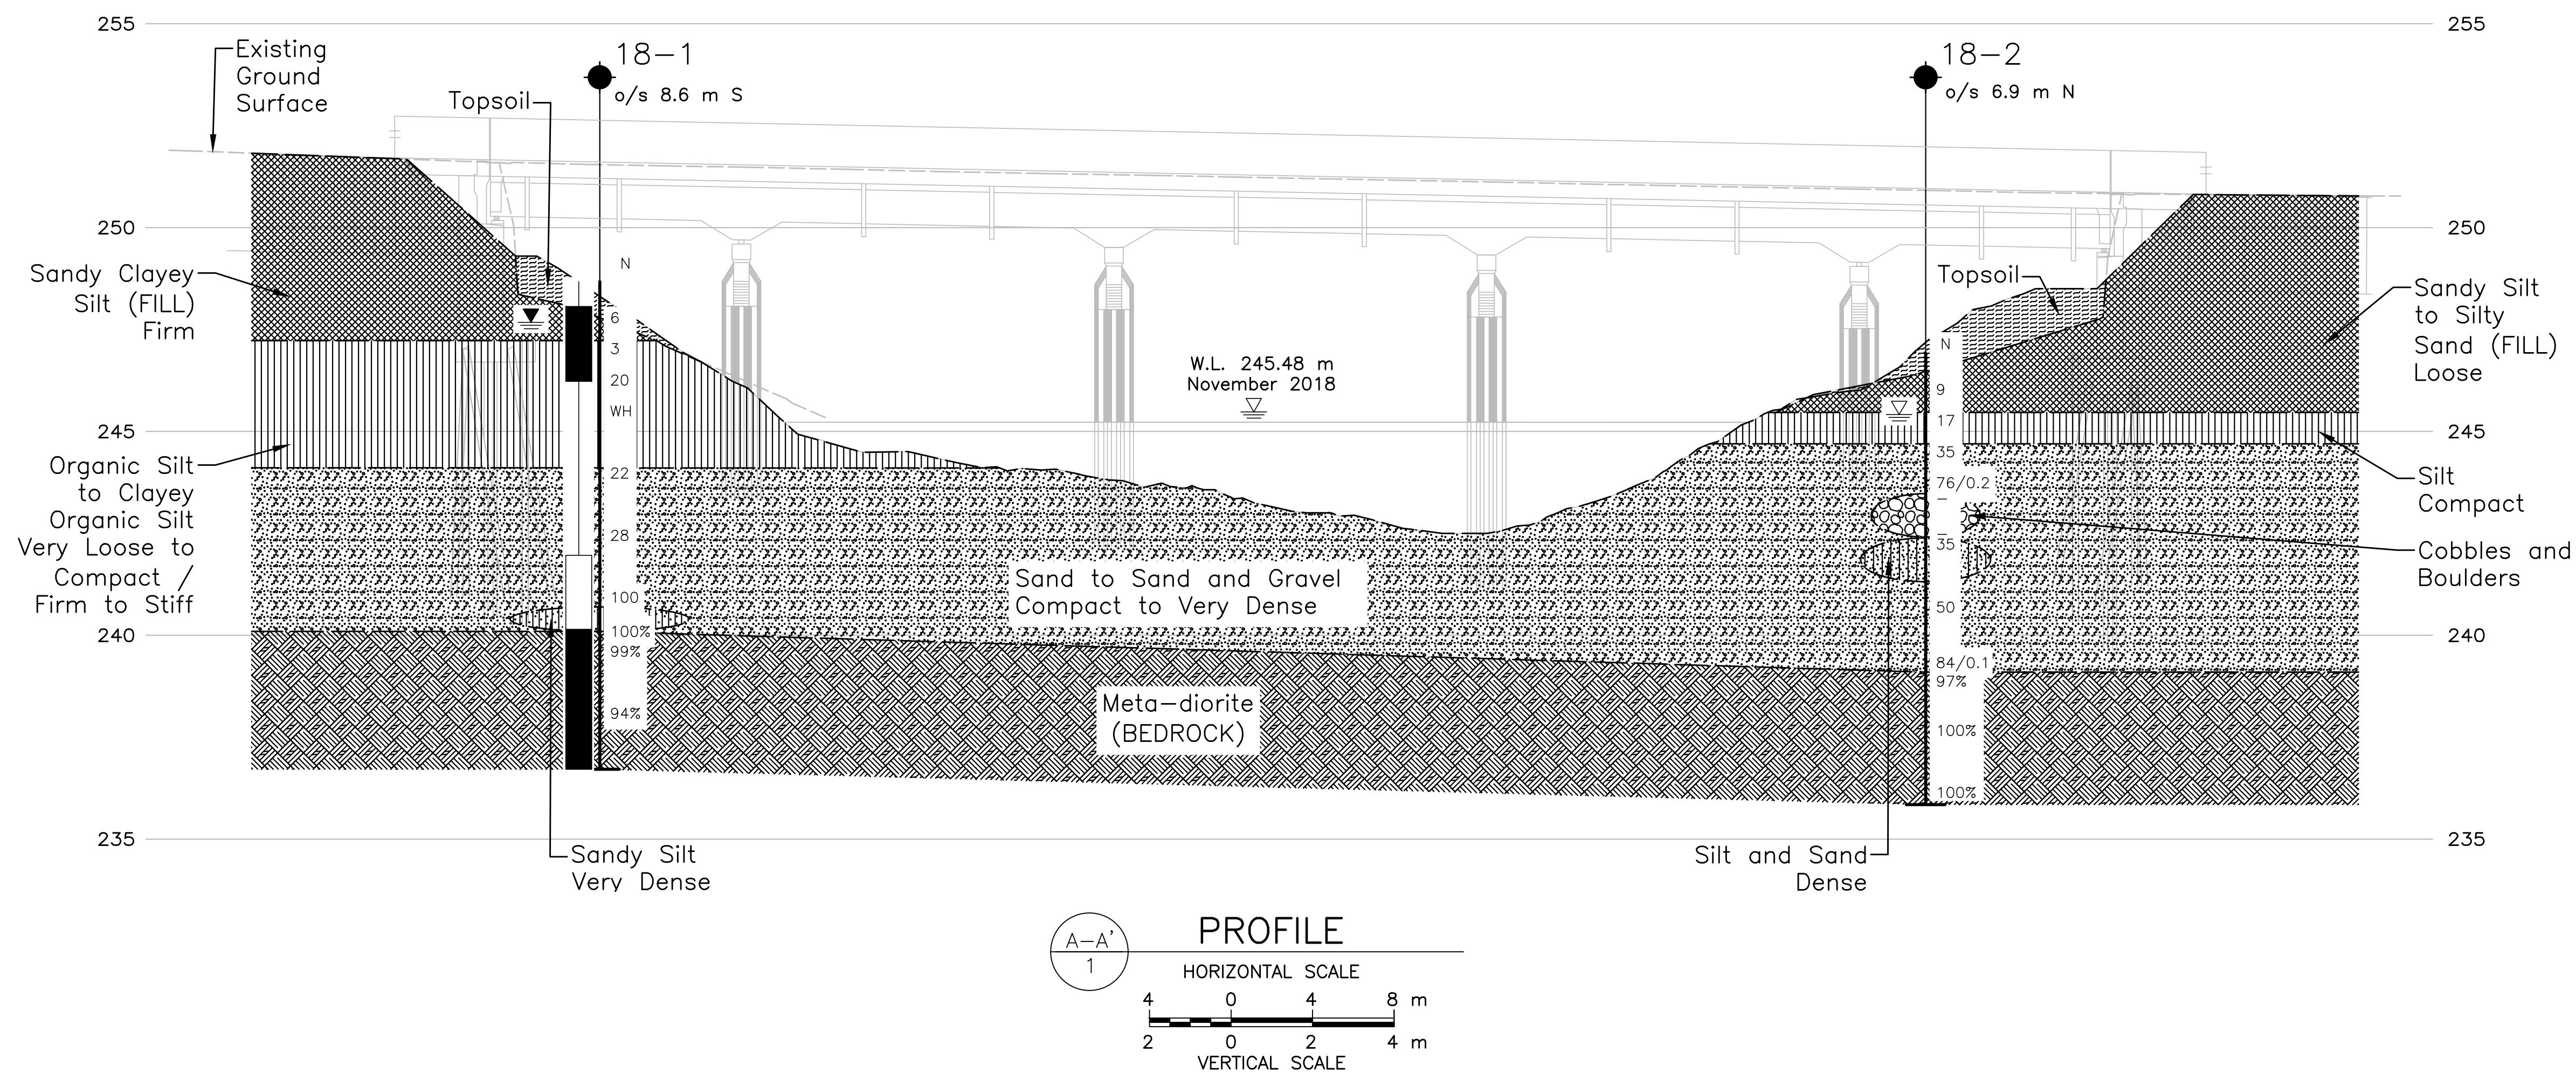 255
255
Existing
Ground
Surface
Topsoil
18-1
o/s 8.6 m S
18-2
o/s 6.9 m N
250
250
Sandy Clayey
Silt (FILL)
Firm
N
6
3
20
WH
22
28
100
100%
99%
94%
W.L. 245.48 m
November 2018
Topsoil
N
9
17
35
76/0.2
35
50
84/0.1
97%
100%
100%
Sandy Silt
to Silty
Sand (FILL)
Loose
245
245
Organic Silt
to Clayey
Organic Silt
Very Loose to
Compact /
Firm to Stiff
Silt
Compact
Cobbles and
Boulders
Sand to Sand and Gravel
Compact to Very Dense
240
240
Meta-diorite
(BEDROCK)
235
235
Sandy Silt
Very Dense
Silt and Sand
Dense
A-A'
1
PROFILE
HORIZONTAL SCALE
4 0 4 8 m
2 0 2 4 m
VERTICAL SCALE